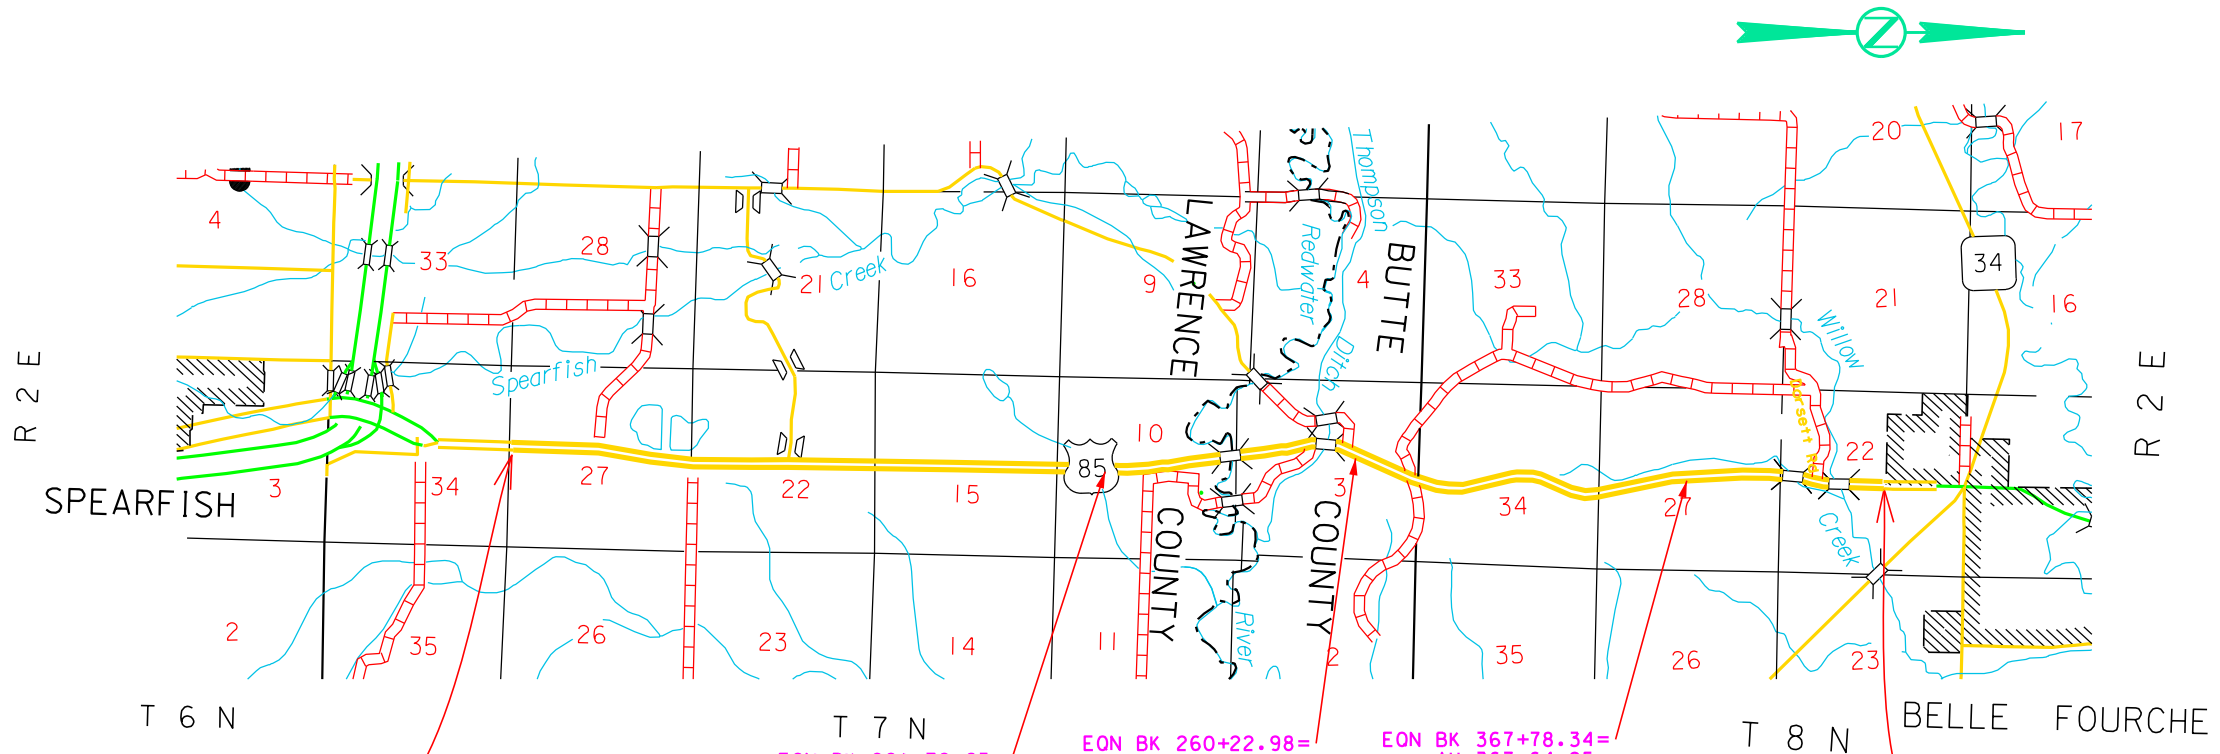 Z
20
17
4
33
28
21
Creek
16
9
LAWRENCE
Redwater
Thompson
4
BUTTE
33
28
21
34
16
Willow
R 2 E
Spearfish
Ditch
R 2 E
SPEARFISH
3
34
27
22
15
10
85
3
34
27
22
COUNTY
COUNTY
Creek
2
35
26
23
14
11
River
2
35
26
23
T 6 N
T 7 N
T 8 N
BELLE FOURCHE
EQN BK 260+22.98=
EQN BK 367+78.34=